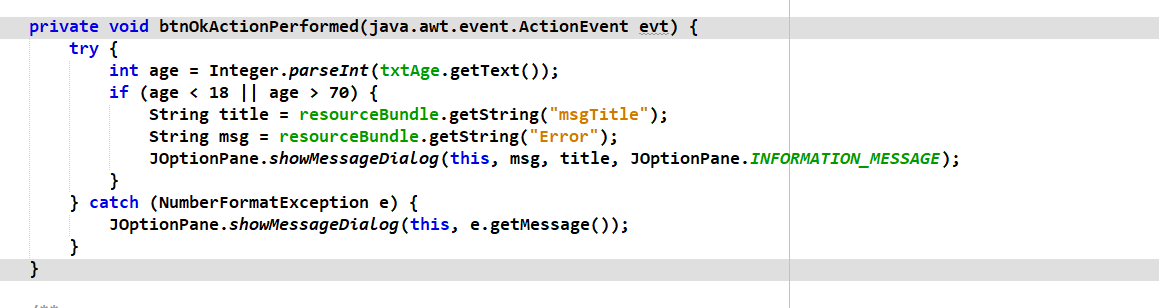 private void btnOkActionPerformed(java.awt.event.ActionEvent evt) {
try {
int age = Integer.parseInt(txtAge.getText());
if (age < 18 || age > 70) {
String title = resourceBundle.getString("msgTitle");
String msg = resourceBundle.getString("Error");
JOptionPane.showMessageDialog(this, msg, title, JOptionPane.INFORMATION_MESSAGE);
}
} catch (NumberFormatException e) {
JOptionPane.showMessageDialog(this, e.getMessage());
}
}
/**